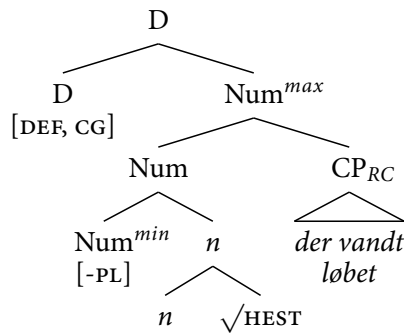 D
D Num^max
[DEF, CG]
Num CP_RC
Num^min n der vandt
[-PL] løbet
n √HEST